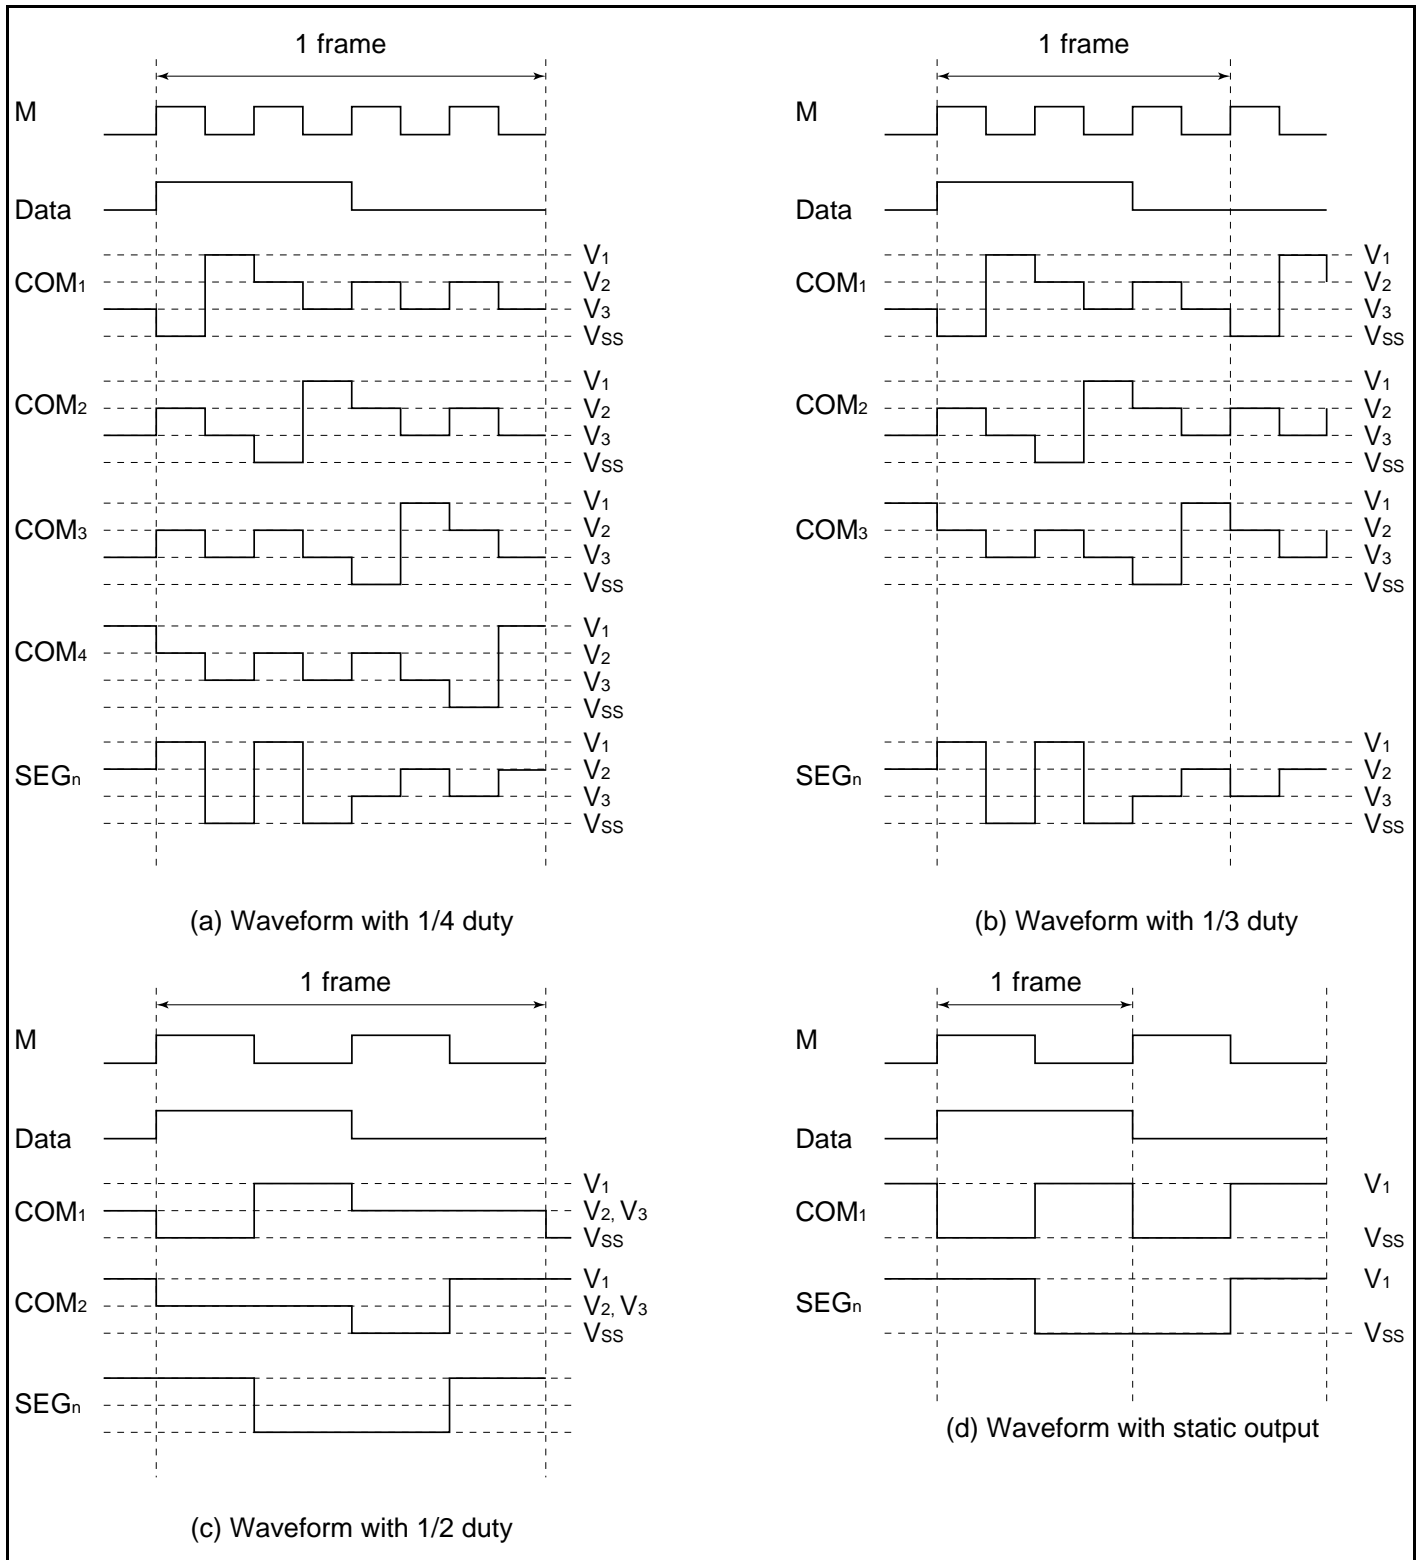 1 frame
M
Data
COM1
V1
V2
V3
VSS
COM2
V1
V2
V3
VSS
COM3
V1
V2
V3
VSS
COM4
V1
V2
V3
VSS
SEGn
V1
V2
V3
VSS
(a) Waveform with 1/4 duty
1 frame
M
Data
COM1
V1
V2
V3
VSS
COM2
V1
V2
V3
VSS
COM3
V1
V2
V3
VSS
SEGn
V1
V2
V3
VSS
(b) Waveform with 1/3 duty
1 frame
M
Data
COM1
V1
V2, V3
VSS
COM2
V1
V2, V3
VSS
SEGn
(c) Waveform with 1/2 duty
1 frame
M
Data
COM1
V1
VSS
SEGn
V1
VSS
(d) Waveform with static output